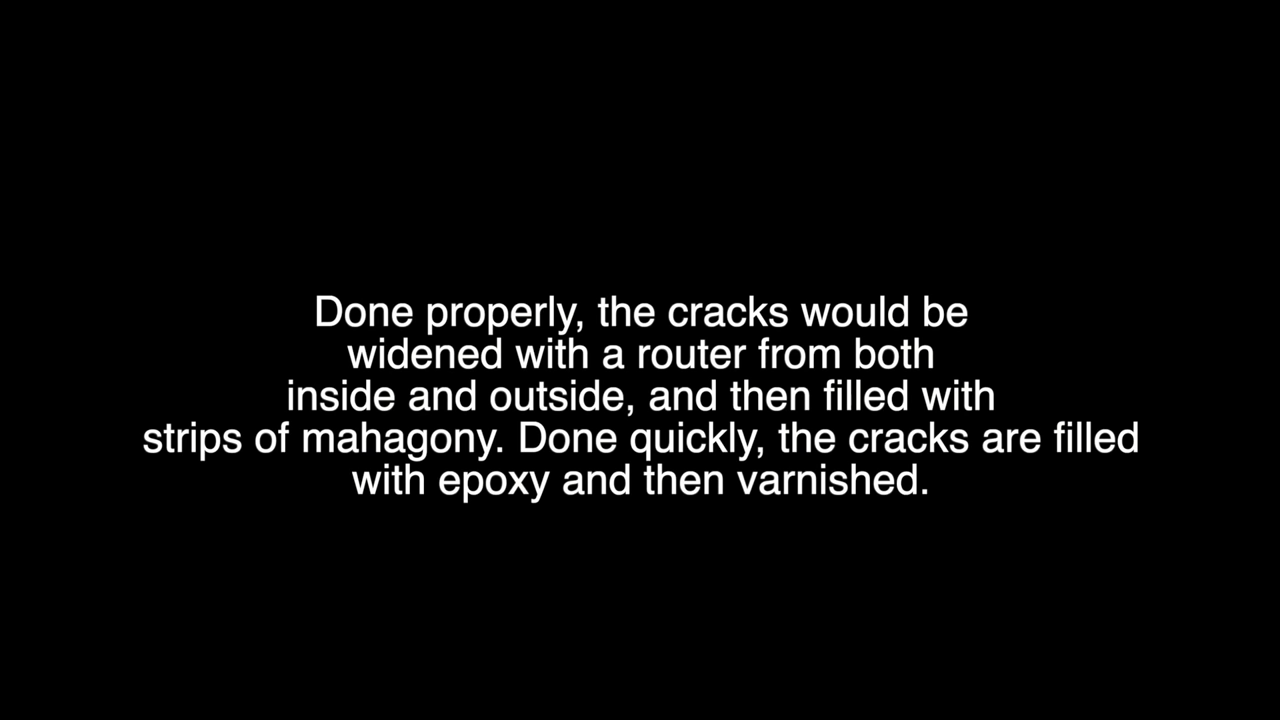 Done properly, the cracks would be
widened with a router from both
inside and outside, and then filled with
strips of mahagony. Done quickly, the cracks are filled
with epoxy and then varnished.